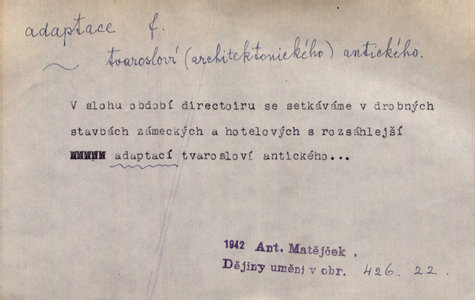 adaptace f.
~ tvarosloví (architektonického) antického.
V slohu období directoiru se setkáváme v drobných
stavbách zámeckých a hotelových s rozsáhlejší
adaptací tvarosloví antického...
1942 Ant. Matějček,
Dějiny umění v obr. 426. 22.